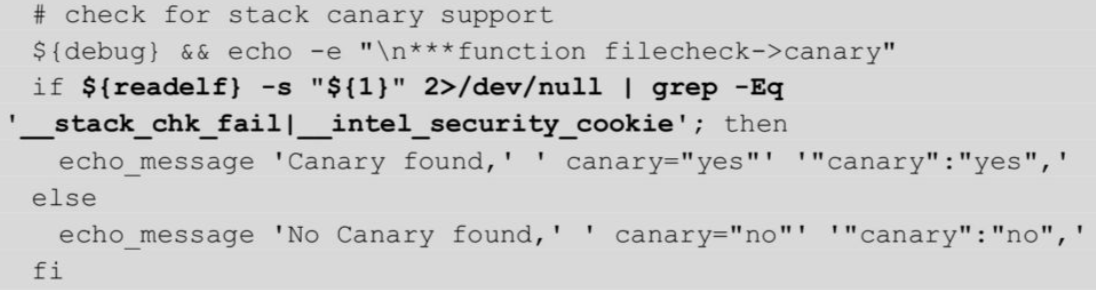 # check for stack canary support
${debug} && echo -e "\n***function filecheck->canary"
if ${readelf} -s "${1}" 2>/dev/null | grep -Eq
'__stack_chk_fail|__intel_security_cookie'; then
echo_message 'Canary found,' ' canary="yes"' '"canary":"yes",'
else
echo_message 'No Canary found,' ' canary="no"' '"canary":"no",'
fi